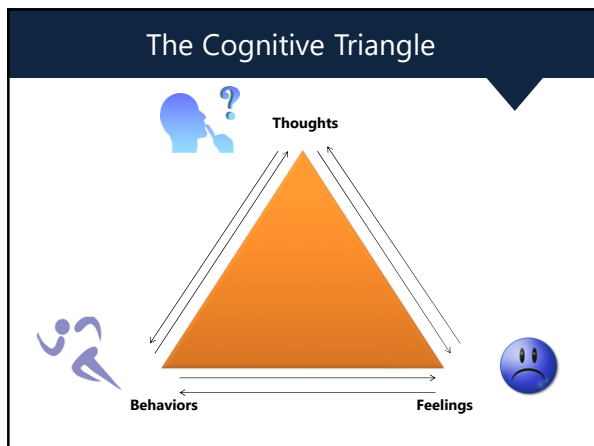 The Cognitive Triangle
?
Thoughts
Behaviors
Feelings